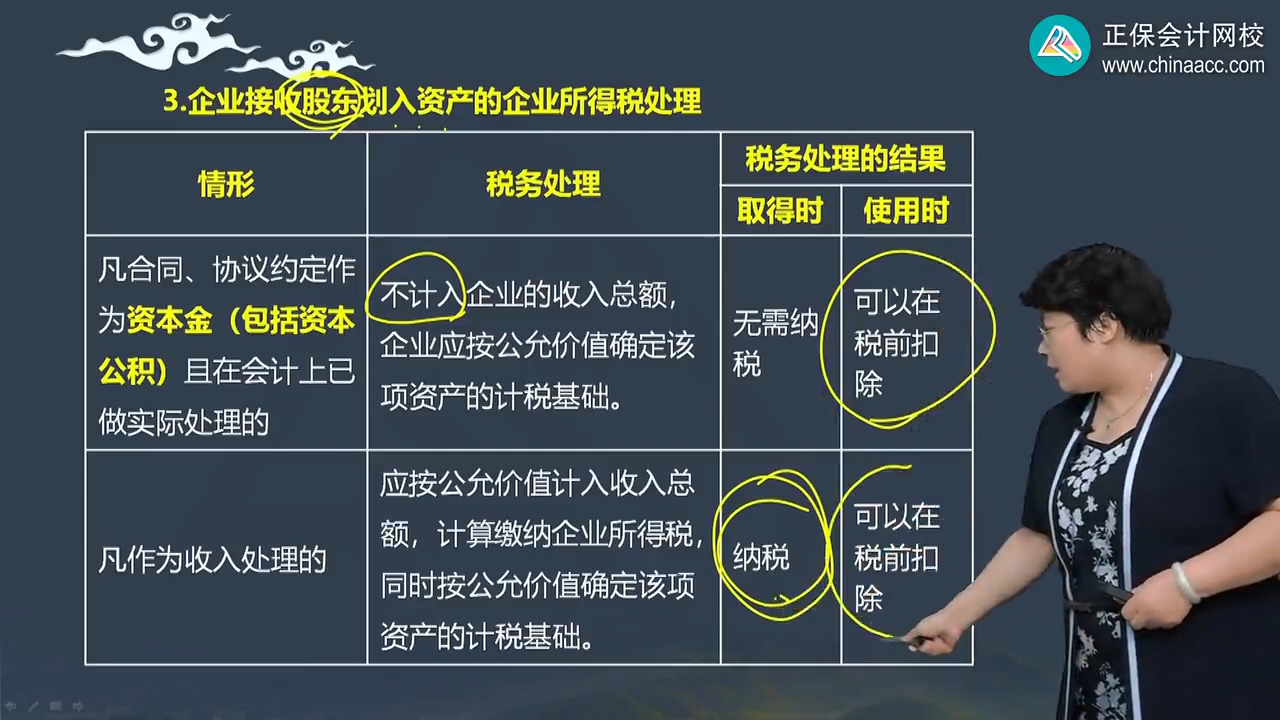 正保会计网校
www.chinaacc.com
3.企业接收股东划入资产的企业所得税处理
情形
税务处理
税务处理的结果
取得时
使用时
凡合同、协议约定作
为资本金（包括资本
公积）且在会计上已
做实际处理的
不计入企业的收入总额，
企业应按公允价值确定该
项资产的计税基础。
无需纳
税
可以在
税前扣
除
凡作为收入处理的
应按公允价值计入收入总
额，计算缴纳企业所得税，
同时按公允价值确定该项
资产的计税基础。
纳税
可以在
税前扣
除